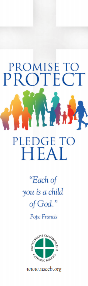 PROMISE TO
PROTECT
PLEDGE TO
HEAL
"Each of
you is a child
of God."
Pope Francis
www.usccb.org